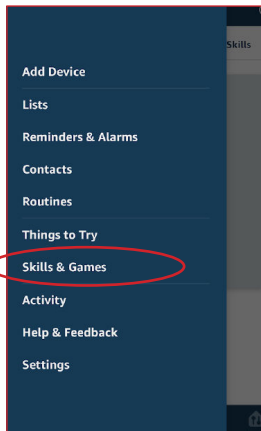 Skills
Add Device
Lists
Reminders & Alarms
Contacts
Routines
Things to Try
Skills & Games
Activity
Help & Feedback
Settings